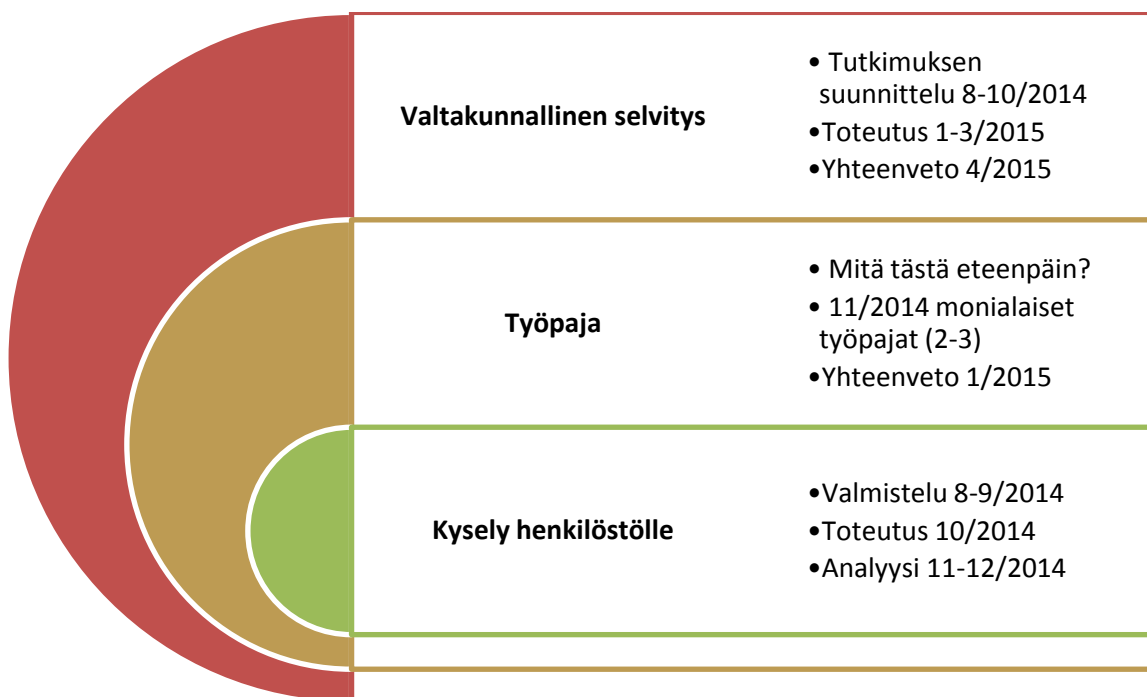 Valtakunnallinen selvitys
• Tutkimuksen
suunnittelu 8-10/2014
•Toteutus 1-3/2015
•Yhteenveto 4/2015
Työpaja
• Mitä tästä eteenpäin?
• 11/2014 monialaiset
työpajat (2-3)
•Yhteenveto 1/2015
Kysely henkilöstölle
•Valmistelu 8-9/2014
•Toteutus 10/2014
•Analyysi 11-12/2014